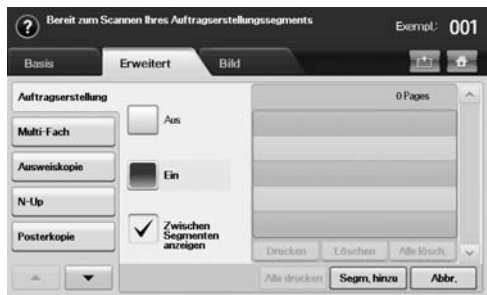 ? Bereit zum Scannen Ihres Auftragserstellungssegments
Exempl.: 001
Basis
Erweitert
Bild
Auftragserstellung
Multi-Fach
Ausweiskopie
N-Up
Posterkopie
Aus
Ein
Zwischen
Segmenten
anzeigen
0 Pages
Drucken
Löschen
Alle lösch.
Alle drucken
Segm, hinzu
Abbr,